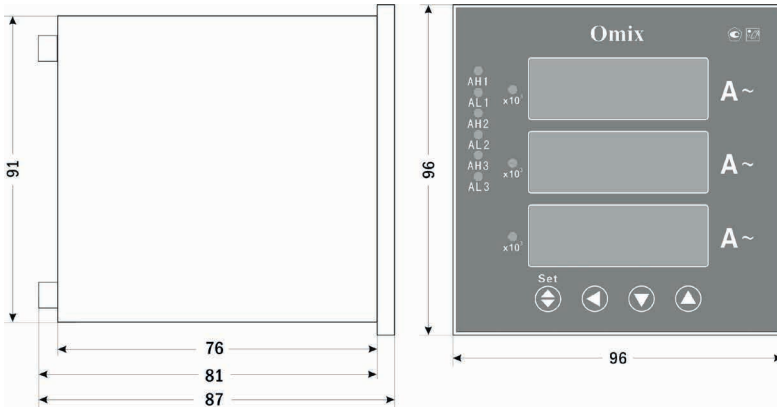 Omix
AH1
AL1
AH2
AL2
AH3
AL3
x10³
A~
x10³
A~
x10³
A~
Set
91
76
81
87
96
96